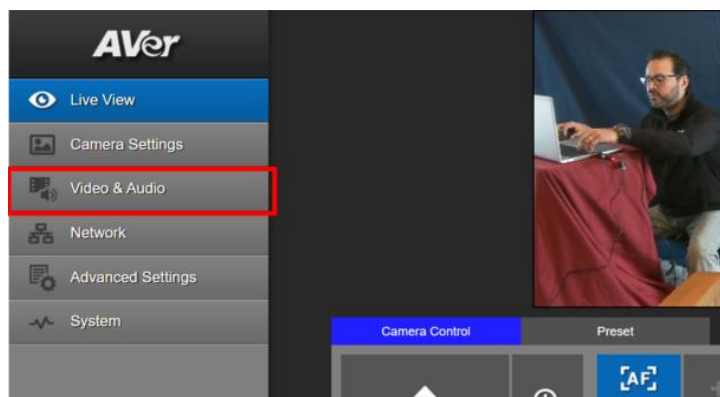 AVer
Live View
Camera Settings
Video & Audio
Network
Advanced Settings
System
Camera Control
Preset
AF